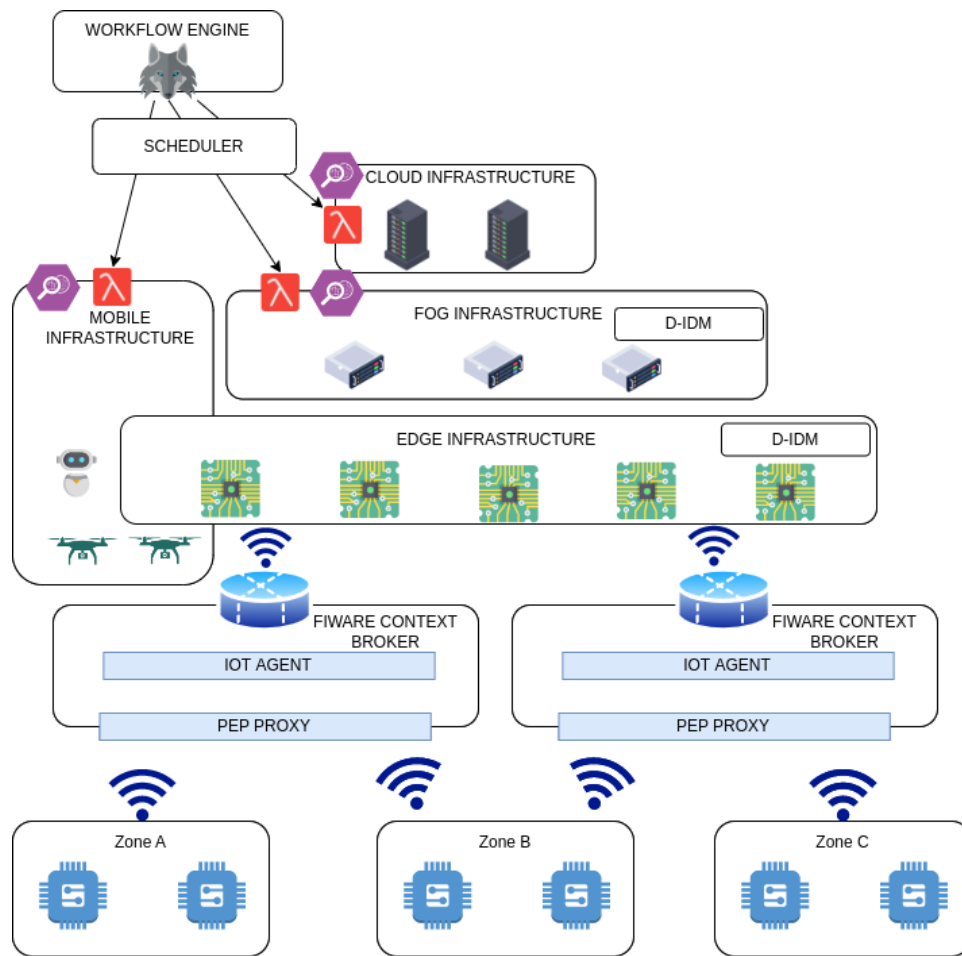 WORKFLOW ENGINE
SCHEDULER
CLOUD INFRASTRUCTURE
λ
λ
λ
MOBILE
INFRASTRUCTURE
FOG INFRASTRUCTURE
D-IDM
EDGE INFRASTRUCTURE
D-IDM
FIWARE CONTEXT
BROKER
IOT AGENT
PEP PROXY
FIWARE CONTEXT
BROKER
IOT AGENT
PEP PROXY
Zone A
Zone B
Zone C